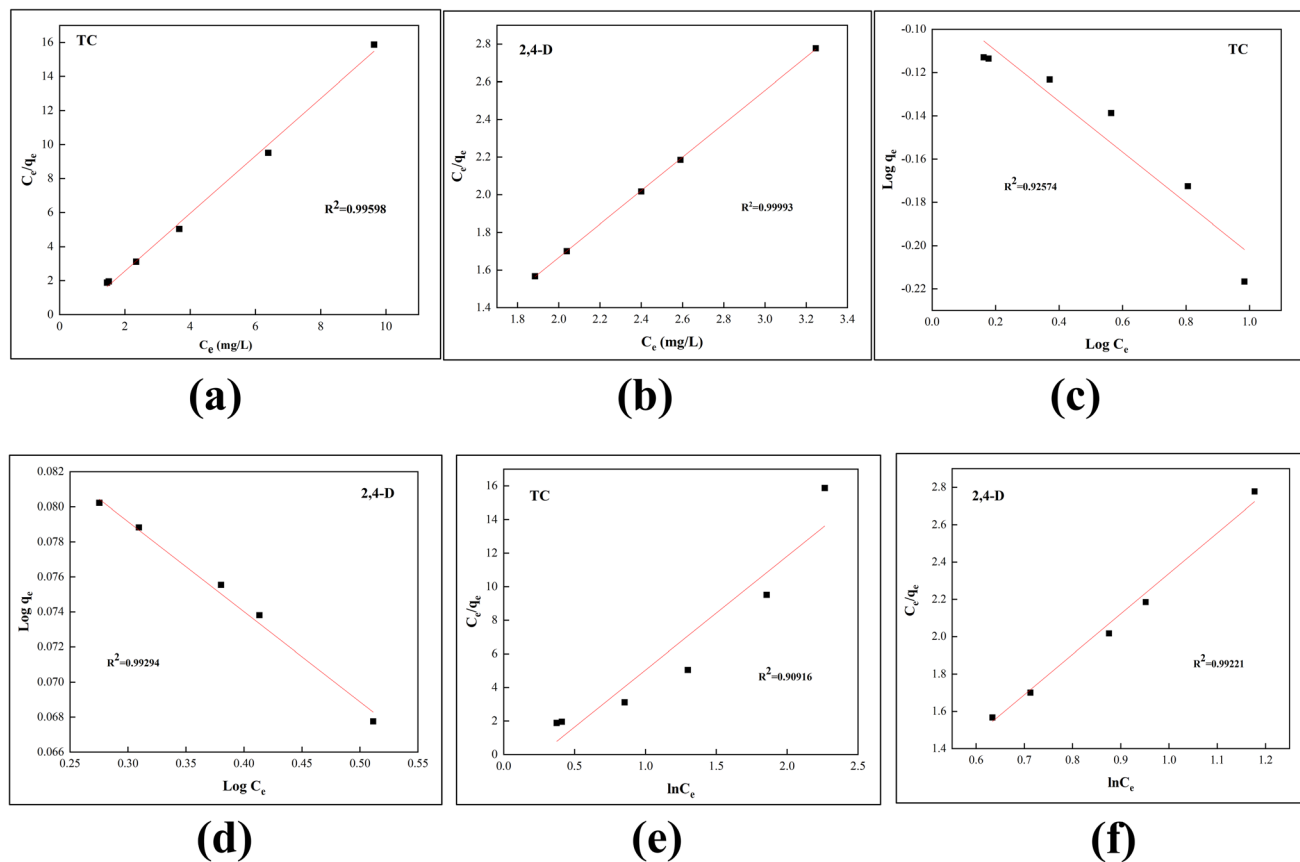 TC
16
14
12
10
8
6
4
2
0
C_e/q_e
R²=0.99598
0 2 4 6 8 10
C_e (mg/L)
(a)
2,4-D
2.8
2.6
2.4
2.2
2.0
1.8
1.6
1.4
C_e/q_e
R²=0.99993
1.8 2.0 2.2 2.4 2.6 2.8 3.0 3.2 3.4
C_e (mg/L)
(b)
TC
-0.10
-0.12
-0.14
-0.16
-0.18
-0.20
-0.22
Log q_e
R²=0.92574
0.0 0.2 0.4 0.6 0.8 1.0
Log C_e
(c)
2,4-D
0.082
0.080
0.078
0.076
0.074
0.072
0.070
0.068
0.066
Log q_e
R²=0.99294
0.25 0.30 0.35 0.40 0.45 0.50 0.55
Log C_e
(d)
TC
16
14
12
10
8
6
4
2
0
C_e/q_e
R²=0.90916
0.0 0.5 1.0 1.5 2.0 2.5
lnC_e
(e)
2,4-D
2.8
2.6
2.4
2.2
2.0
1.8
1.6
1.4
C_e/q_e
R²=0.99221
0.6 0.7 0.8 0.9 1.0 1.1 1.2
lnC_e
(f)